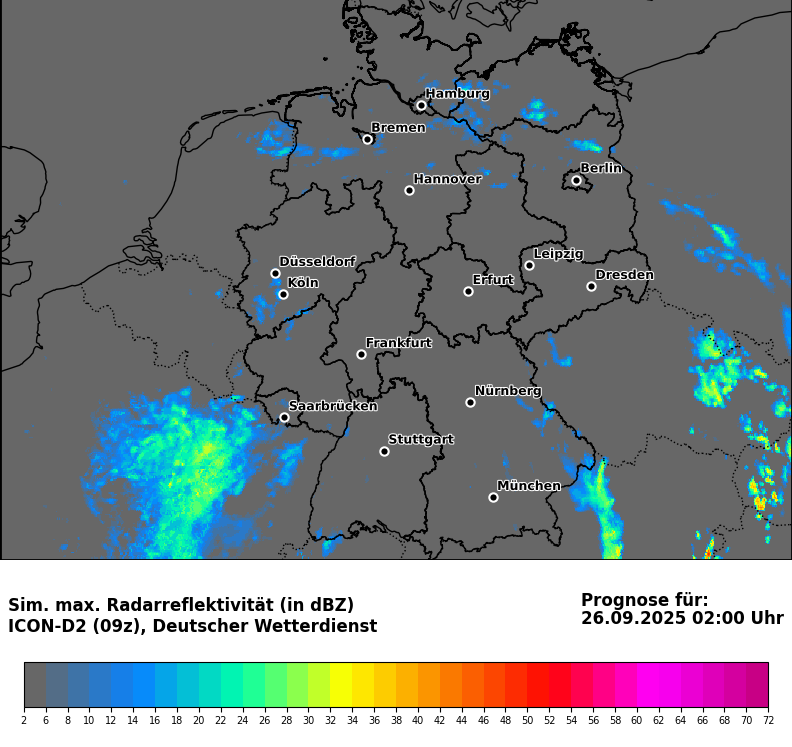 Hamburg
Bremen
Hannover
Berlin
Düsseldorf
Köln
Leipzig
Erfurt
Dresden
Frankfurt
Saarbrücken
Nürnberg
Stuttgart
München
Sim. max. Radarreflektivität (in dBZ)
ICON-D2 (09z), Deutscher Wetterdienst
Prognose für:
26.09.2025 02:00 Uhr
2 6 8 10 12 14 16 18 20 22 24 26 28 30 32 34 36 38 40 42 44 46 48 50 52 54 56 58 60 62 64 66 68 70 72